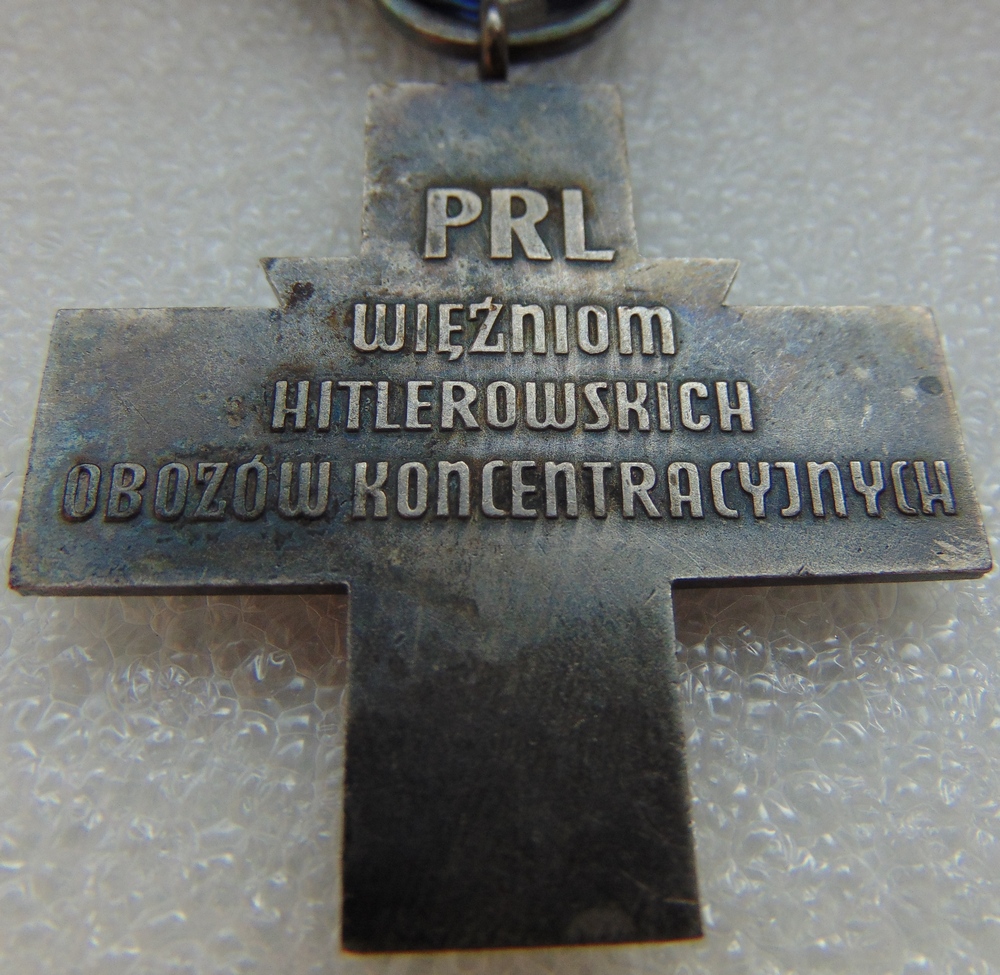 PRL
WIĘŹNIOM
HITLEROWSKICH
OBOZÓW KONCENTRACYJNYCH